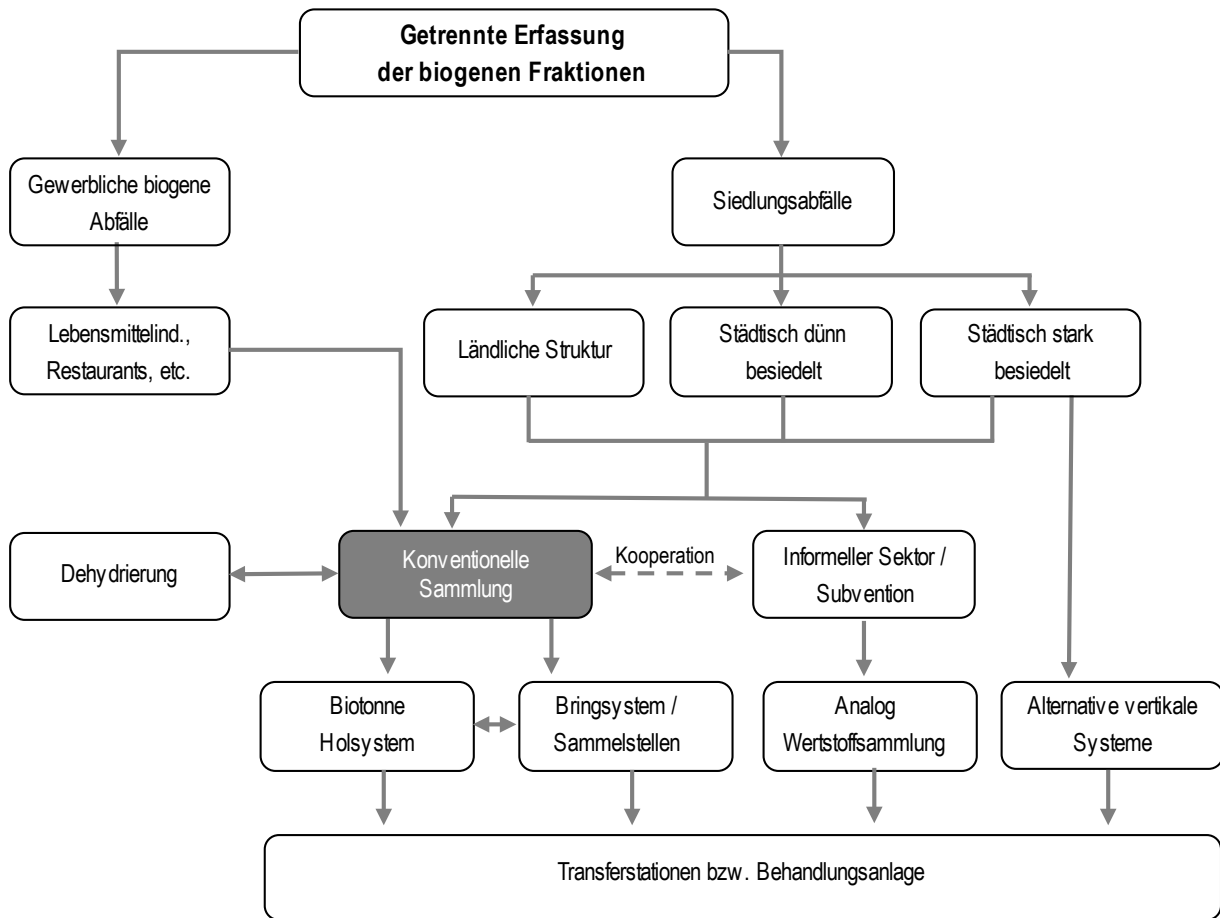 Getrennte Erfassung
der biogenen Fraktionen
Gewerbliche biogene
Abfälle
Siedlungsabfälle
Lebensmittelind.,
Restaurants, etc.
Ländliche Struktur
Städtisch dünn
besiedelt
Städtisch stark
besiedelt
Dehydrierung
Konventionelle
Sammlung
Kooperation
Informeller Sektor /
Subvention
Biotonne
Holsystem
Bringsystem /
Sammelstellen
Analog
Wertstoffsammlung
Alternative vertikale
Systeme
Transferstationen bzw. Behandlungsanlage